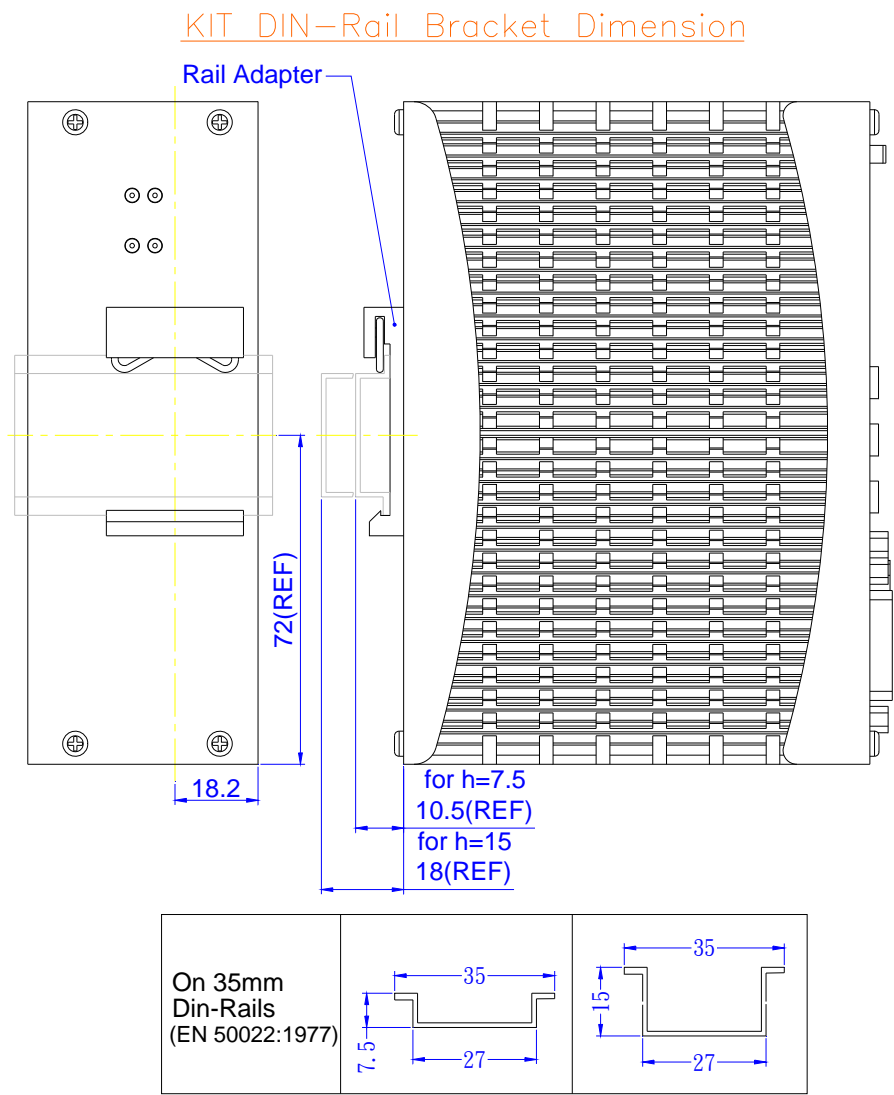 KIT DIN-Rail Bracket Dimension
Rail Adapter
72(REF)
18.2
for h=7.5
10.5(REF)
for h=15
18(REF)
On 35mm
Din-Rails
(EN 50022:1977)
35
7.5
27
35
15
27